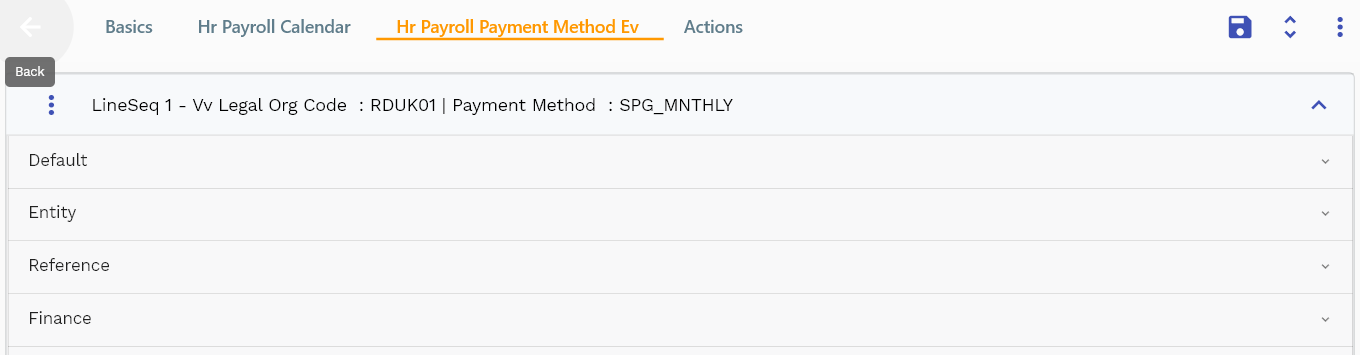 Basics Hr Payroll Calendar Hr Payroll Payment Method Ev Actions
Back
LineSeq 1 - Vv Legal Org Code : RDUK01 | Payment Method : SPG_MNTHLY
Default
Entity
Reference
Finance